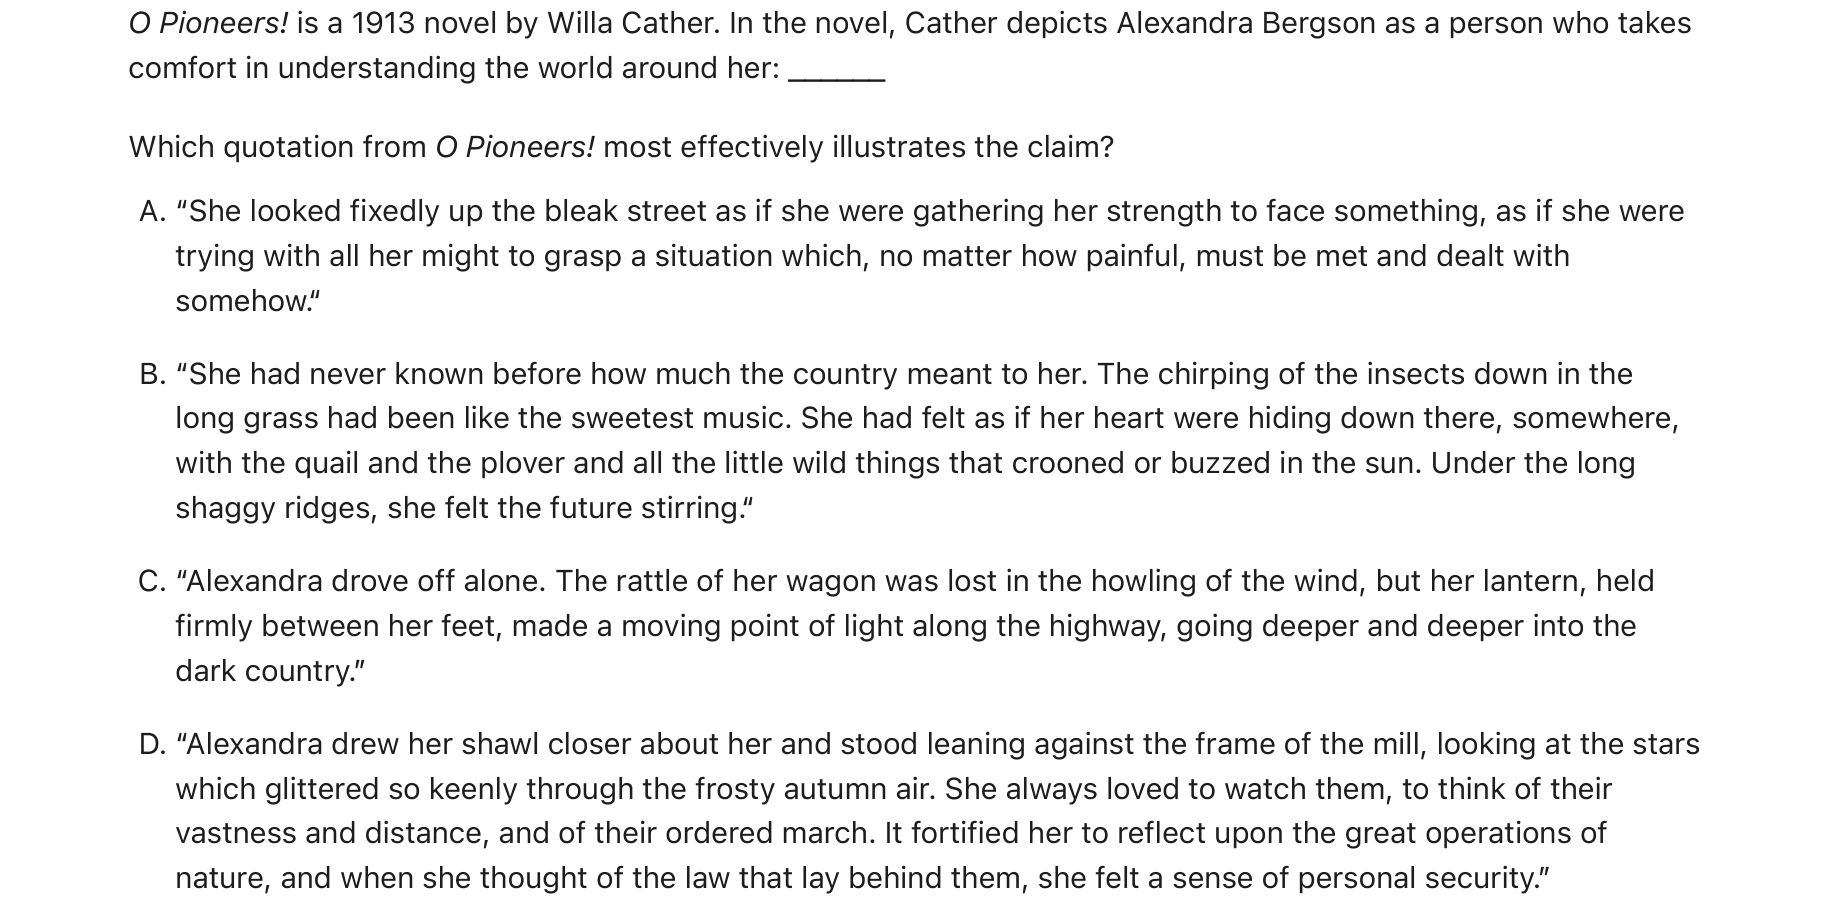 O Pioneers! is a 1913 novel by Willa Cather. In the novel, Cather depicts Alexandra Bergson as a person who takes
comfort in understanding the world around her: ______
Which quotation from O Pioneers! most effectively illustrates the claim?
A. “She looked fixedly up the bleak street as if she were gathering her strength to face something, as if she were
trying with all her might to grasp a situation which, no matter how painful, must be met and dealt with
somehow.“
B. “She had never known before how much the country meant to her. The chirping of the insects down in the
long grass had been like the sweetest music. She had felt as if her heart were hiding down there, somewhere,
with the quail and the plover and all the little wild things that crooned or buzzed in the sun. Under the long
shaggy ridges, she felt the future stirring.“
C. “Alexandra drove off alone. The rattle of her wagon was lost in the howling of the wind, but her lantern, held
firmly between her feet, made a moving point of light along the highway, going deeper and deeper into the
dark country.”
D. “Alexandra drew her shawl closer about her and stood leaning against the frame of the mill, looking at the stars
which glittered so keenly through the frosty autumn air. She always loved to watch them, to think of their
vastness and distance, and of their ordered march. It fortified her to reflect upon the great operations of
nature, and when she thought of the law that lay behind them, she felt a sense of personal security.”